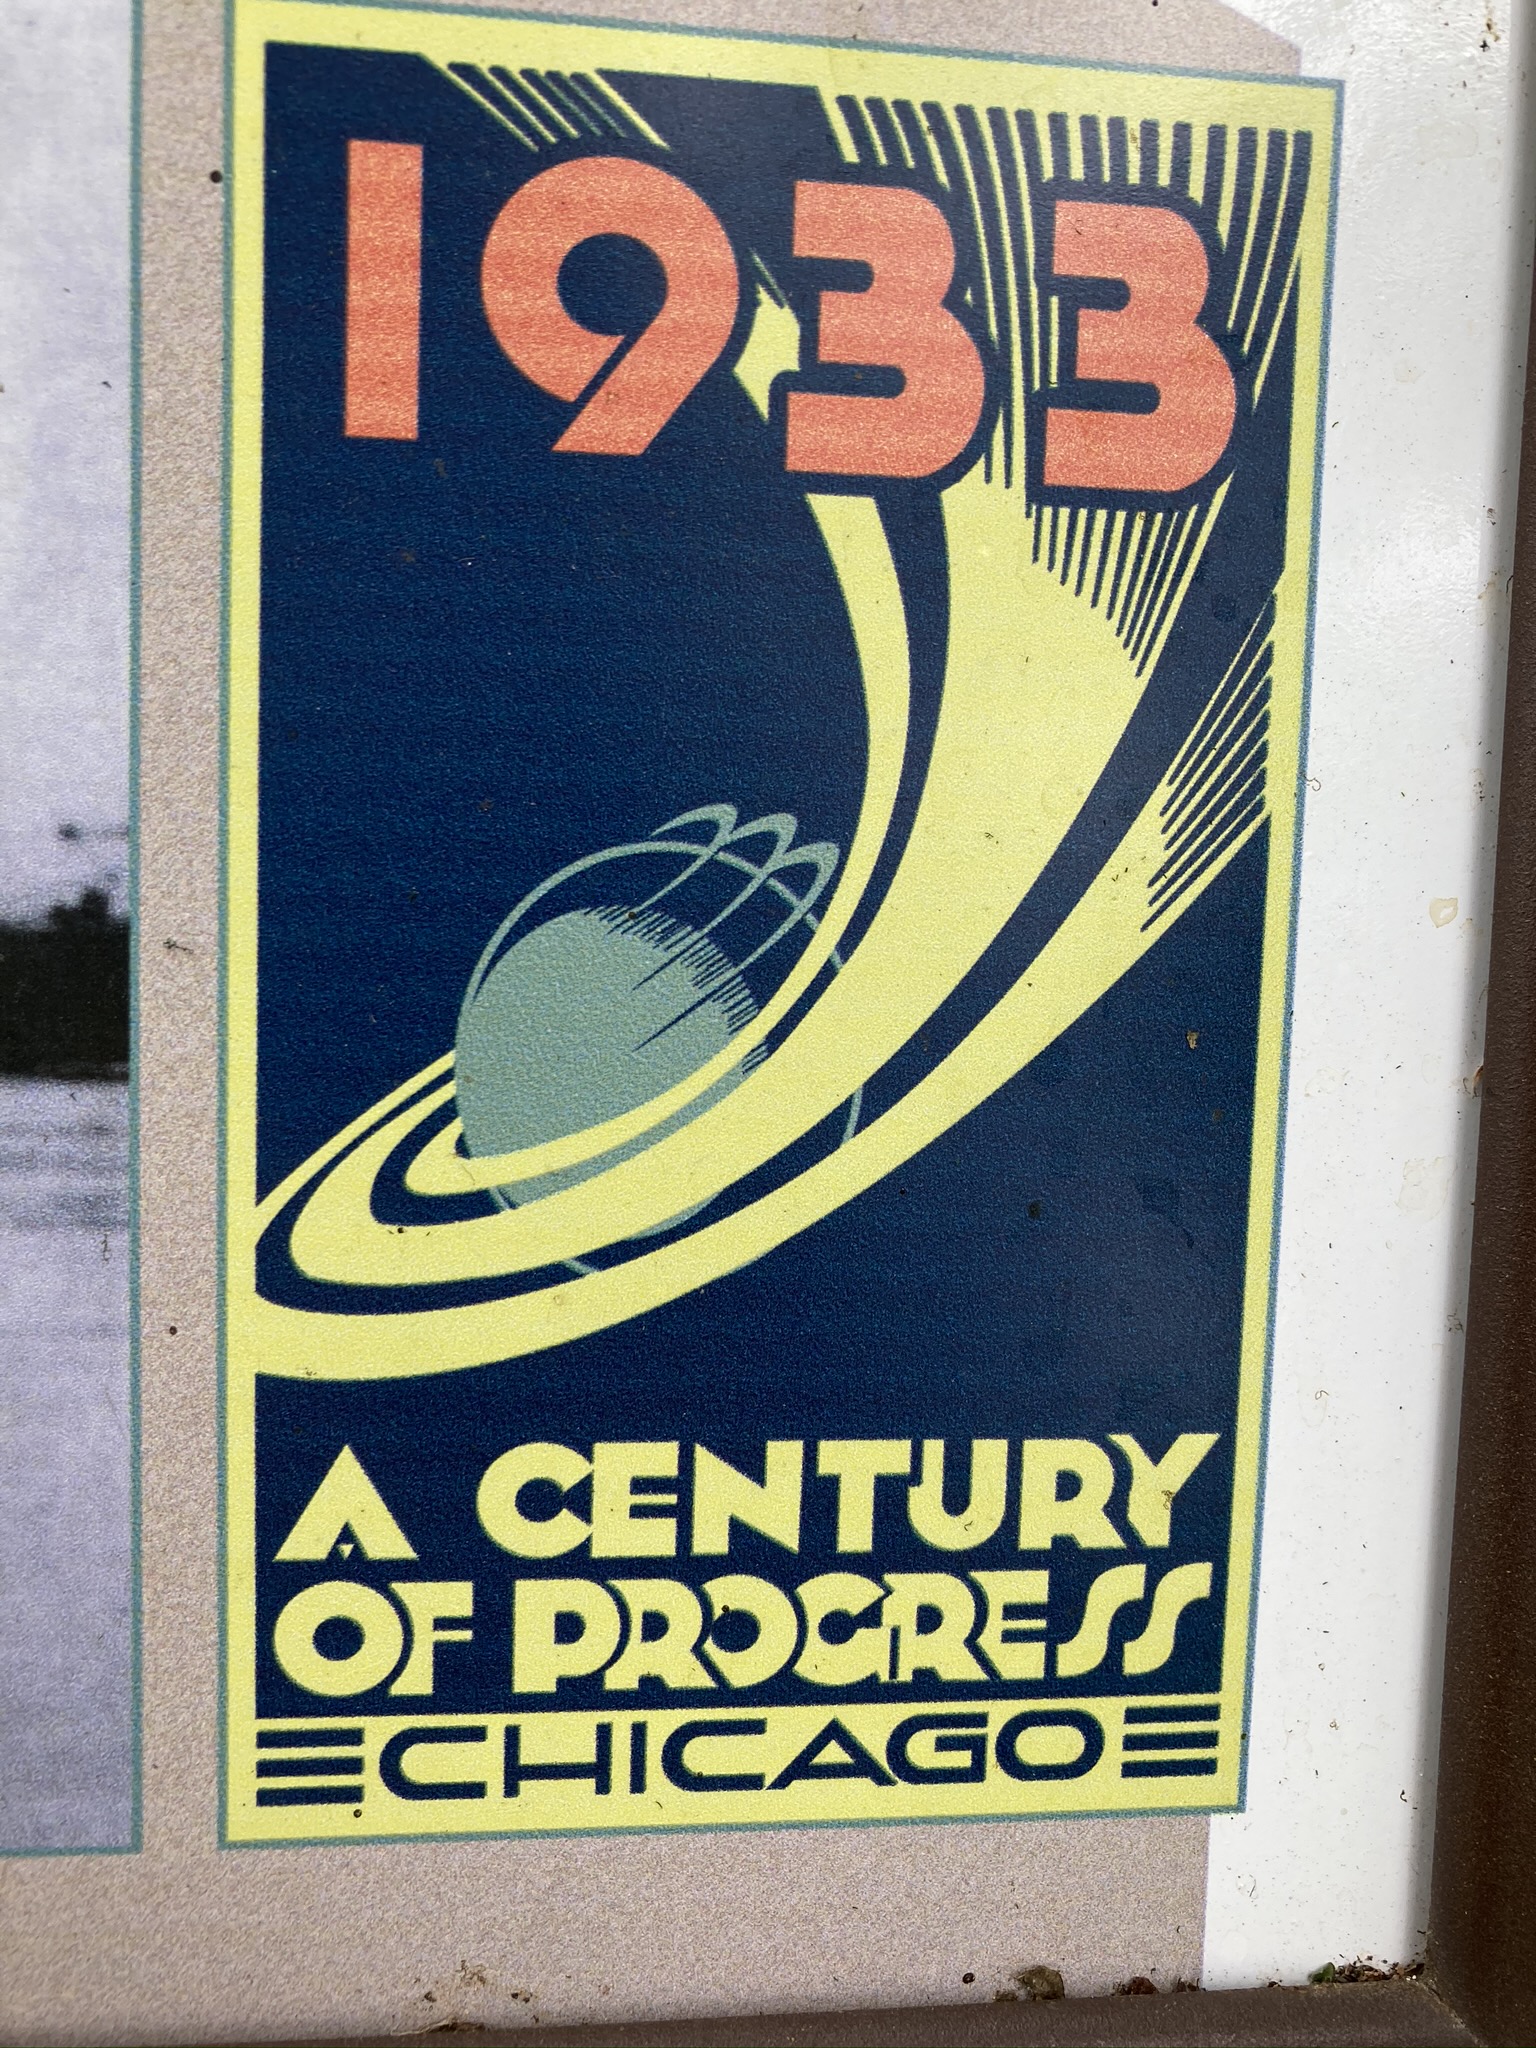 1933
A CENTURY
OF PROGRESS
CHICAGO